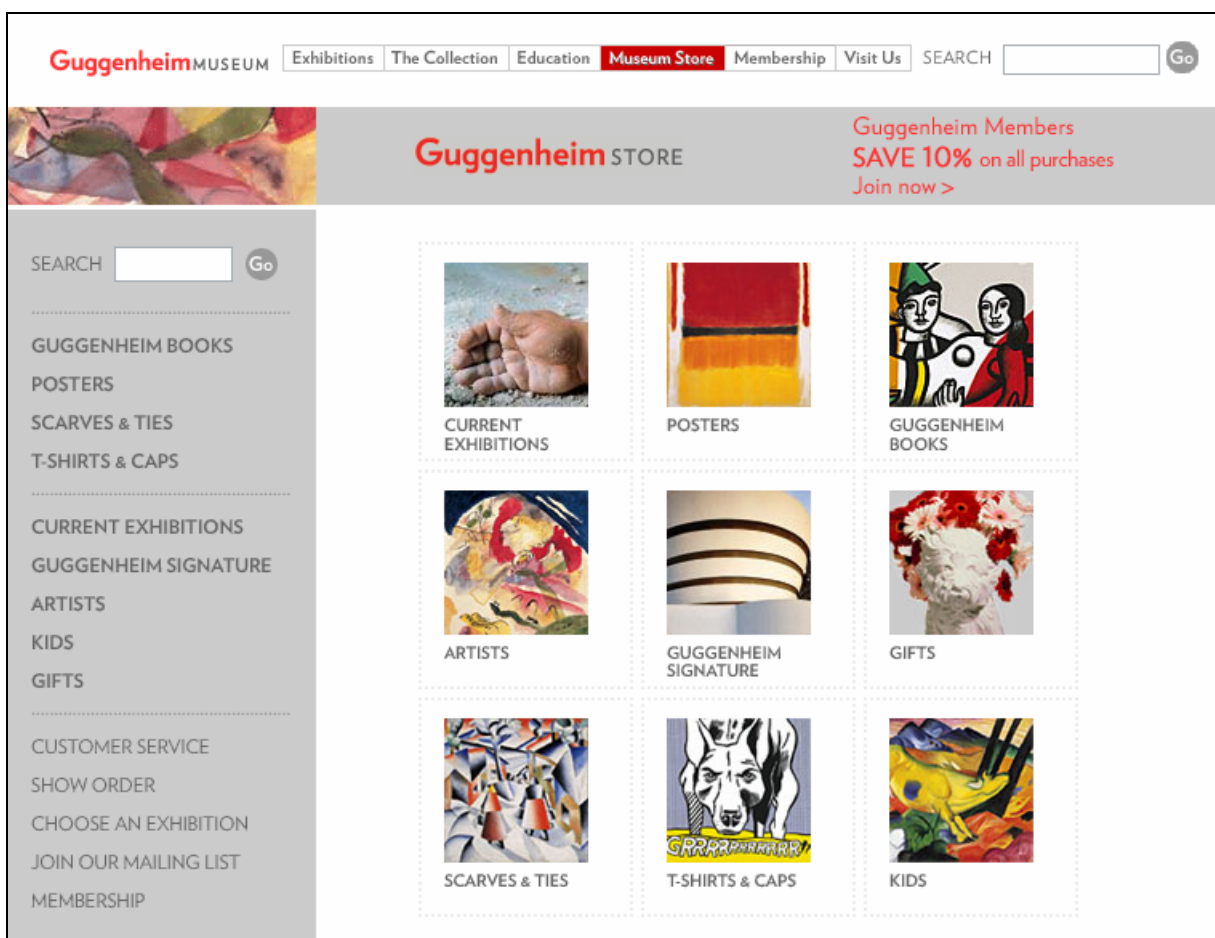 GuggenheimMUSEUM Exhibitions The Collection Education Museum Store Membership Visit Us SEARCH Go
Guggenheim STORE
Guggenheim Members
SAVE 10% on all purchases
Join now >
SEARCH Go
GUGGENHEIM BOOKS
POSTERS
SCARVES & TIES
T-SHIRTS & CAPS
CURRENT EXHIBITIONS
GUGGENHEIM SIGNATURE
ARTISTS
KIDS
GIFTS
CUSTOMER SERVICE
SHOW ORDER
CHOOSE AN EXHIBITION
JOIN OUR MAILING LIST
MEMBERSHIP
CURRENT
EXHIBITIONS
POSTERS
GUGGENHEIM
BOOKS
ARTISTS
GUGGENHEIM
SIGNATURE
GIFTS
SCARVES & TIES
GRRRRRRRRRRR!!
T-SHIRTS & CAPS
KIDS